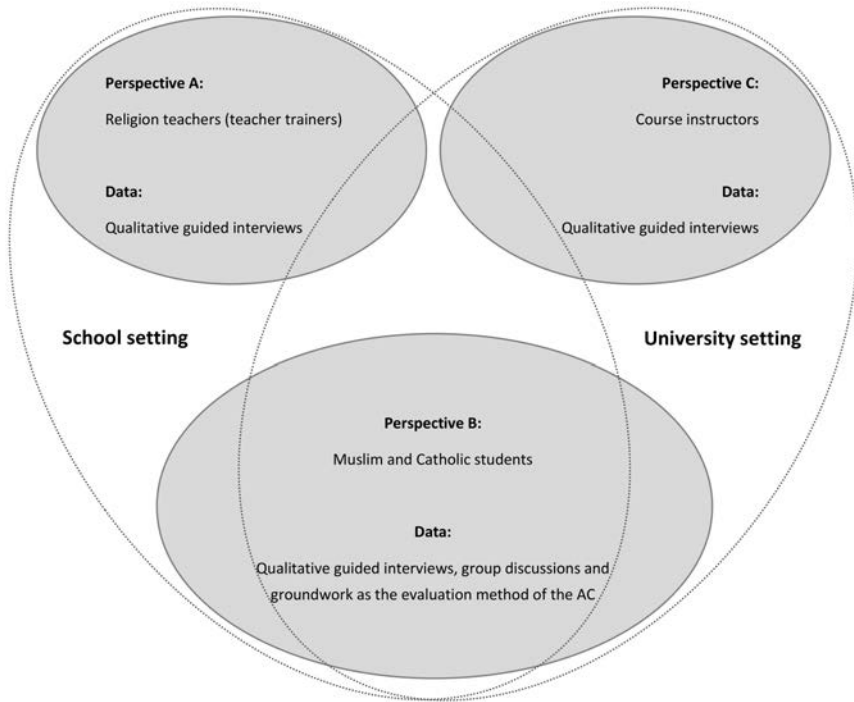 Perspective A:
Religion teachers (teacher trainers)
Data:
Qualitative guided interviews
Perspective C:
Course instructors
Data:
Qualitative guided interviews
School setting
University setting
Perspective B:
Muslim and Catholic students
Data:
Qualitative guided interviews, group discussions and
groundwork as the evaluation method of the AC